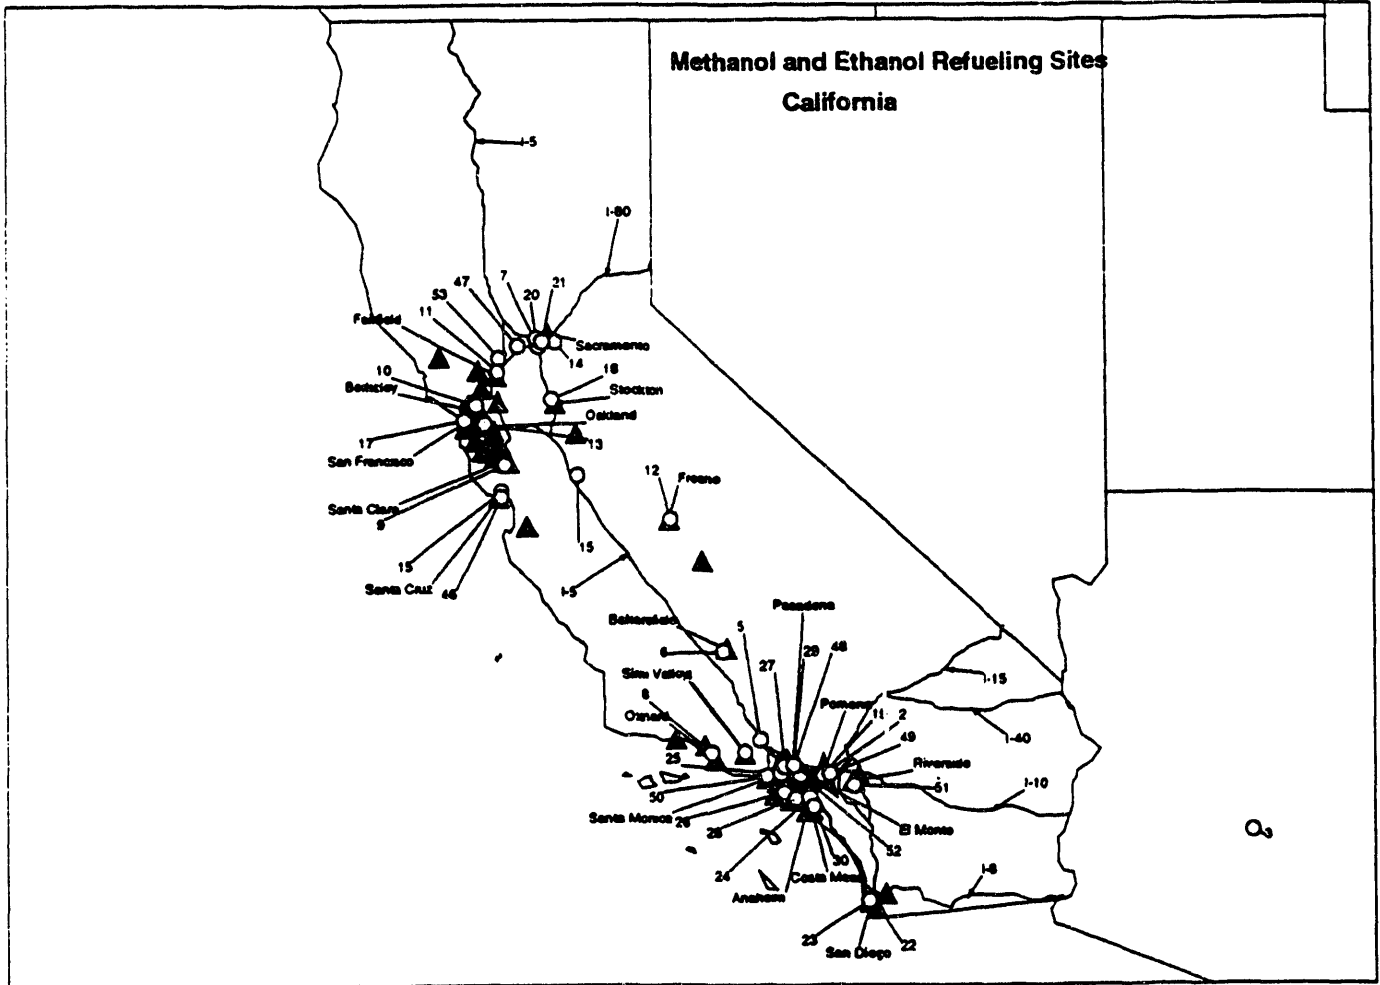 Methanol and Ethanol Refueling Sites
California
I-5
I-80
47
7
21
53
20
11
Fairfield
Sacramento
14
10
18
Berkeley
Stockton
Oakland
17
13
San Francisco
12
Fresno
Santa Clara
9
15
15
Santa Cruz
46
I-5
Pasadena
Bakersfield
5
6
29
48
27
Simi Valley
I-15
8
Pomona
Oxnard
11
2
49
I-40
25
Riverside
51
I-10
50
Santa Monica
26
28
El Monte
3
52
30
24
Costa Mesa
I-8
Anaheim
23
22
San Diego